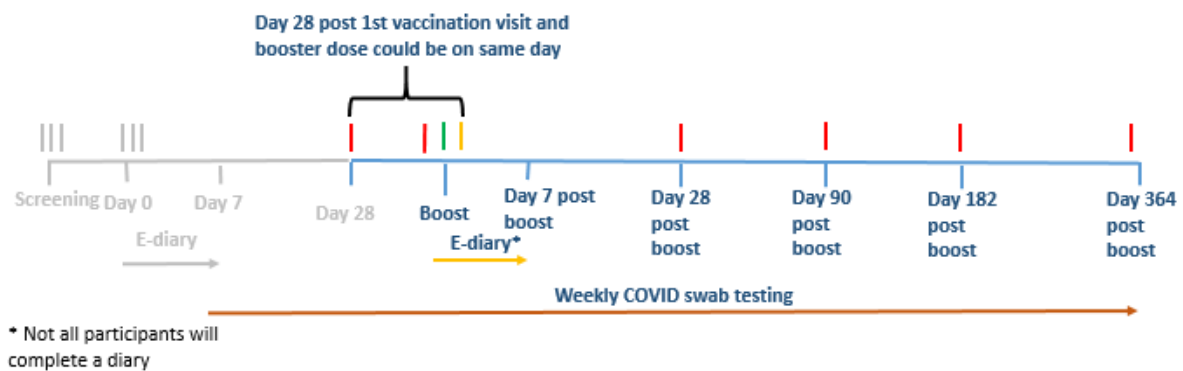 Day 28 post 1st vaccination visit and
booster dose could be on same day
Screening
Day 0
Day 7
Day 28
Boost
Day 7 post
boost
Day 28
post
boost
Day 90
post
boost
Day 182
post
boost
Day 364
post
boost
E-diary
E-diary*
Weekly COVID swab testing
* Not all participants will
complete a diary